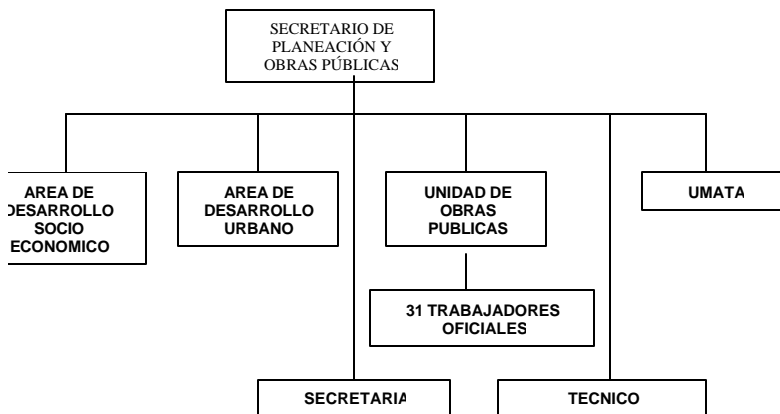 SECRETARIO DE
PLANEACIÓN Y
OBRAS PÚBLICAS
AREA DE
DESARROLLO
SOCIO
ECONOMICO
AREA DE
DESARROLLO
URBANO
UNIDAD DE
OBRAS
PUBLICAS
UMATA
31 TRABAJADORES
OFICIALES
SECRETARIA
TECNICO